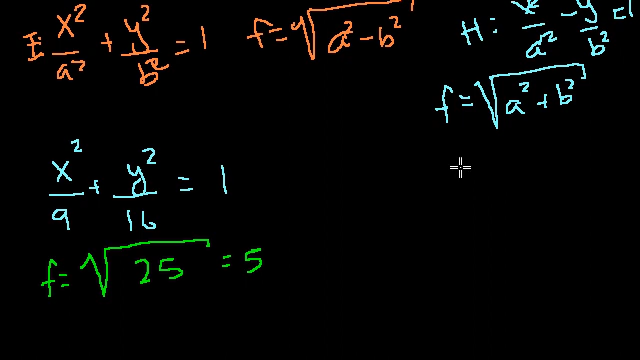 E: x²/a² + y²/b² = 1 f = √(a² - b²)
H: x²/a² - y²/b² = 1
f = √(a² + b²)
x²/9 + y²/16 = 1
f = √25 = 5